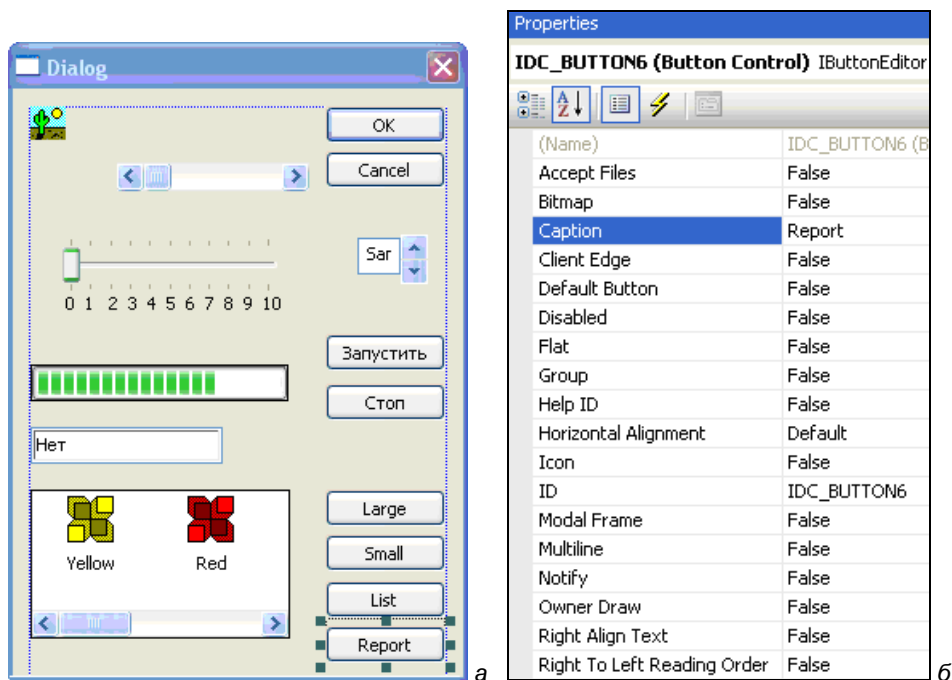 Dialog
OK
Cancel
Sar
0 1 2 3 4 5 6 7 8 9 10
Запустить
Стоп
Нет
Large
Yellow Red
Small
List
Report
а
Properties
IDC_BUTTON6 (Button Control) IButtonEditor
(Name) IDC_BUTTON6 (B
Accept Files False
Bitmap False
Caption Report
Client Edge False
Default Button False
Disabled False
Flat False
Group False
Help ID False
Horizontal Alignment Default
Icon False
ID IDC_BUTTON6
Modal Frame False
Multiline False
Notify False
Owner Draw False
Right Align Text False
Right To Left Reading Order False
б